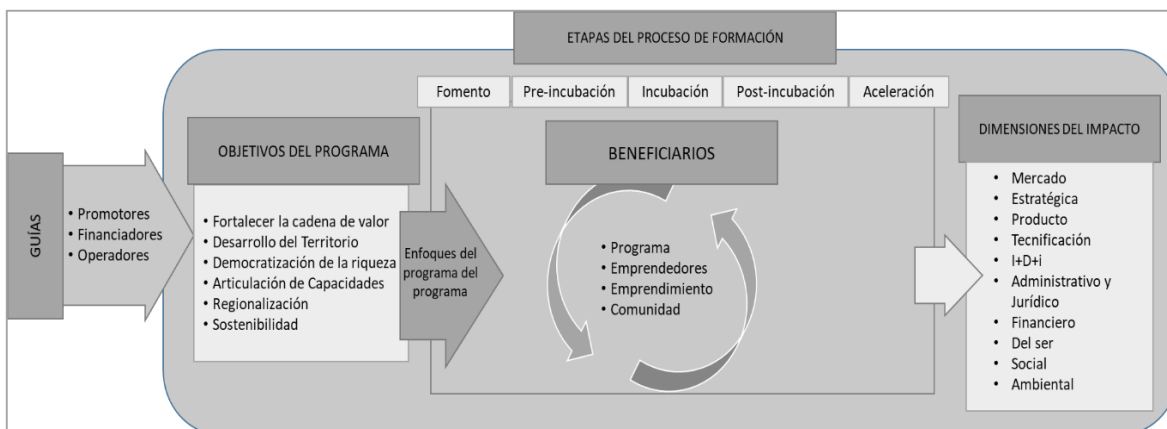 ETAPAS DEL PROCESO DE FORMACIÓN
Fomento
Pre-incubación
Incubación
Post-incubación
Aceleración
GUÍAS
• Promotores
• Financiadores
• Operadores
OBJETIVOS DEL PROGRAMA
• Fortalecer la cadena de valor
• Desarrollo del Territorio
• Democratización de la riqueza
• Articulación de Capacidades
• Regionalización
• Sostenibilidad
Enfoques del
programa del
programa
BENEFICIARIOS
• Programa
• Emprendedores
• Emprendimiento
• Comunidad
DIMENSIONES DEL IMPACTO
• Mercado
• Estratégica
• Producto
• Tecnificación
• I+D+i
• Administrativo y
Jurídico
• Financiero
• Del ser
• Social
• Ambiental